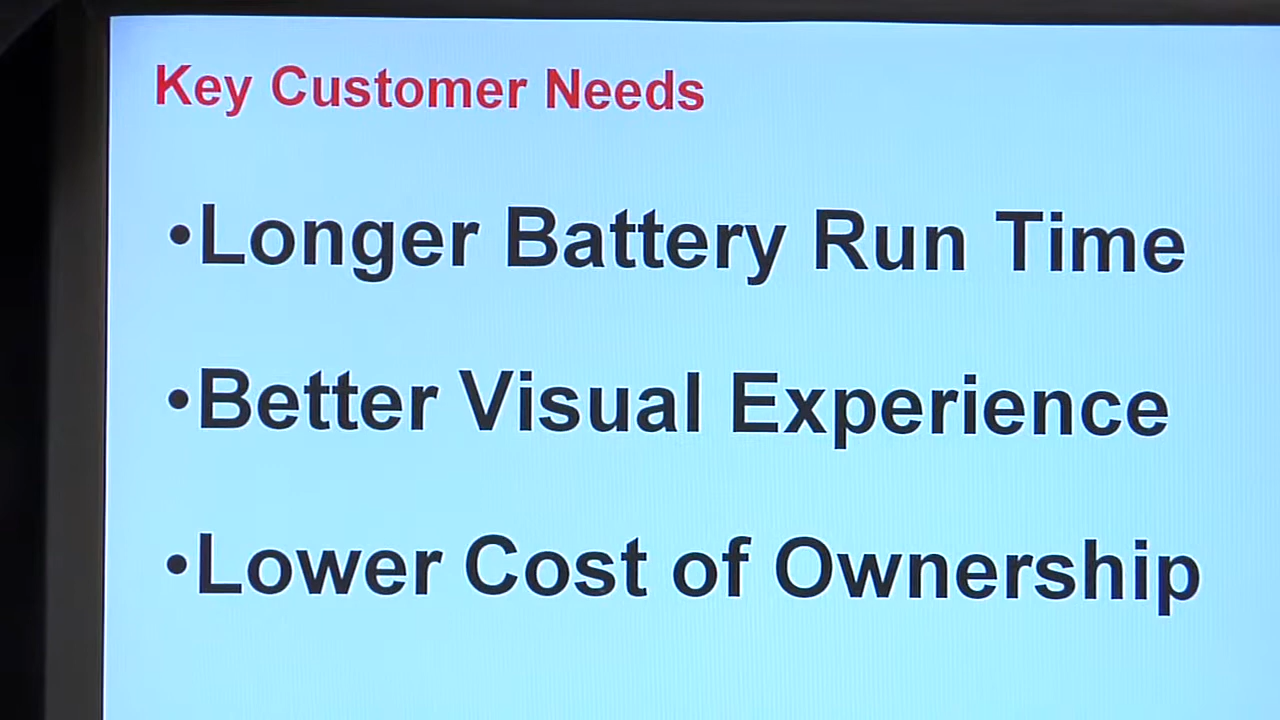 Key Customer Needs
•Longer Battery Run Time
•Better Visual Experience
•Lower Cost of Ownership